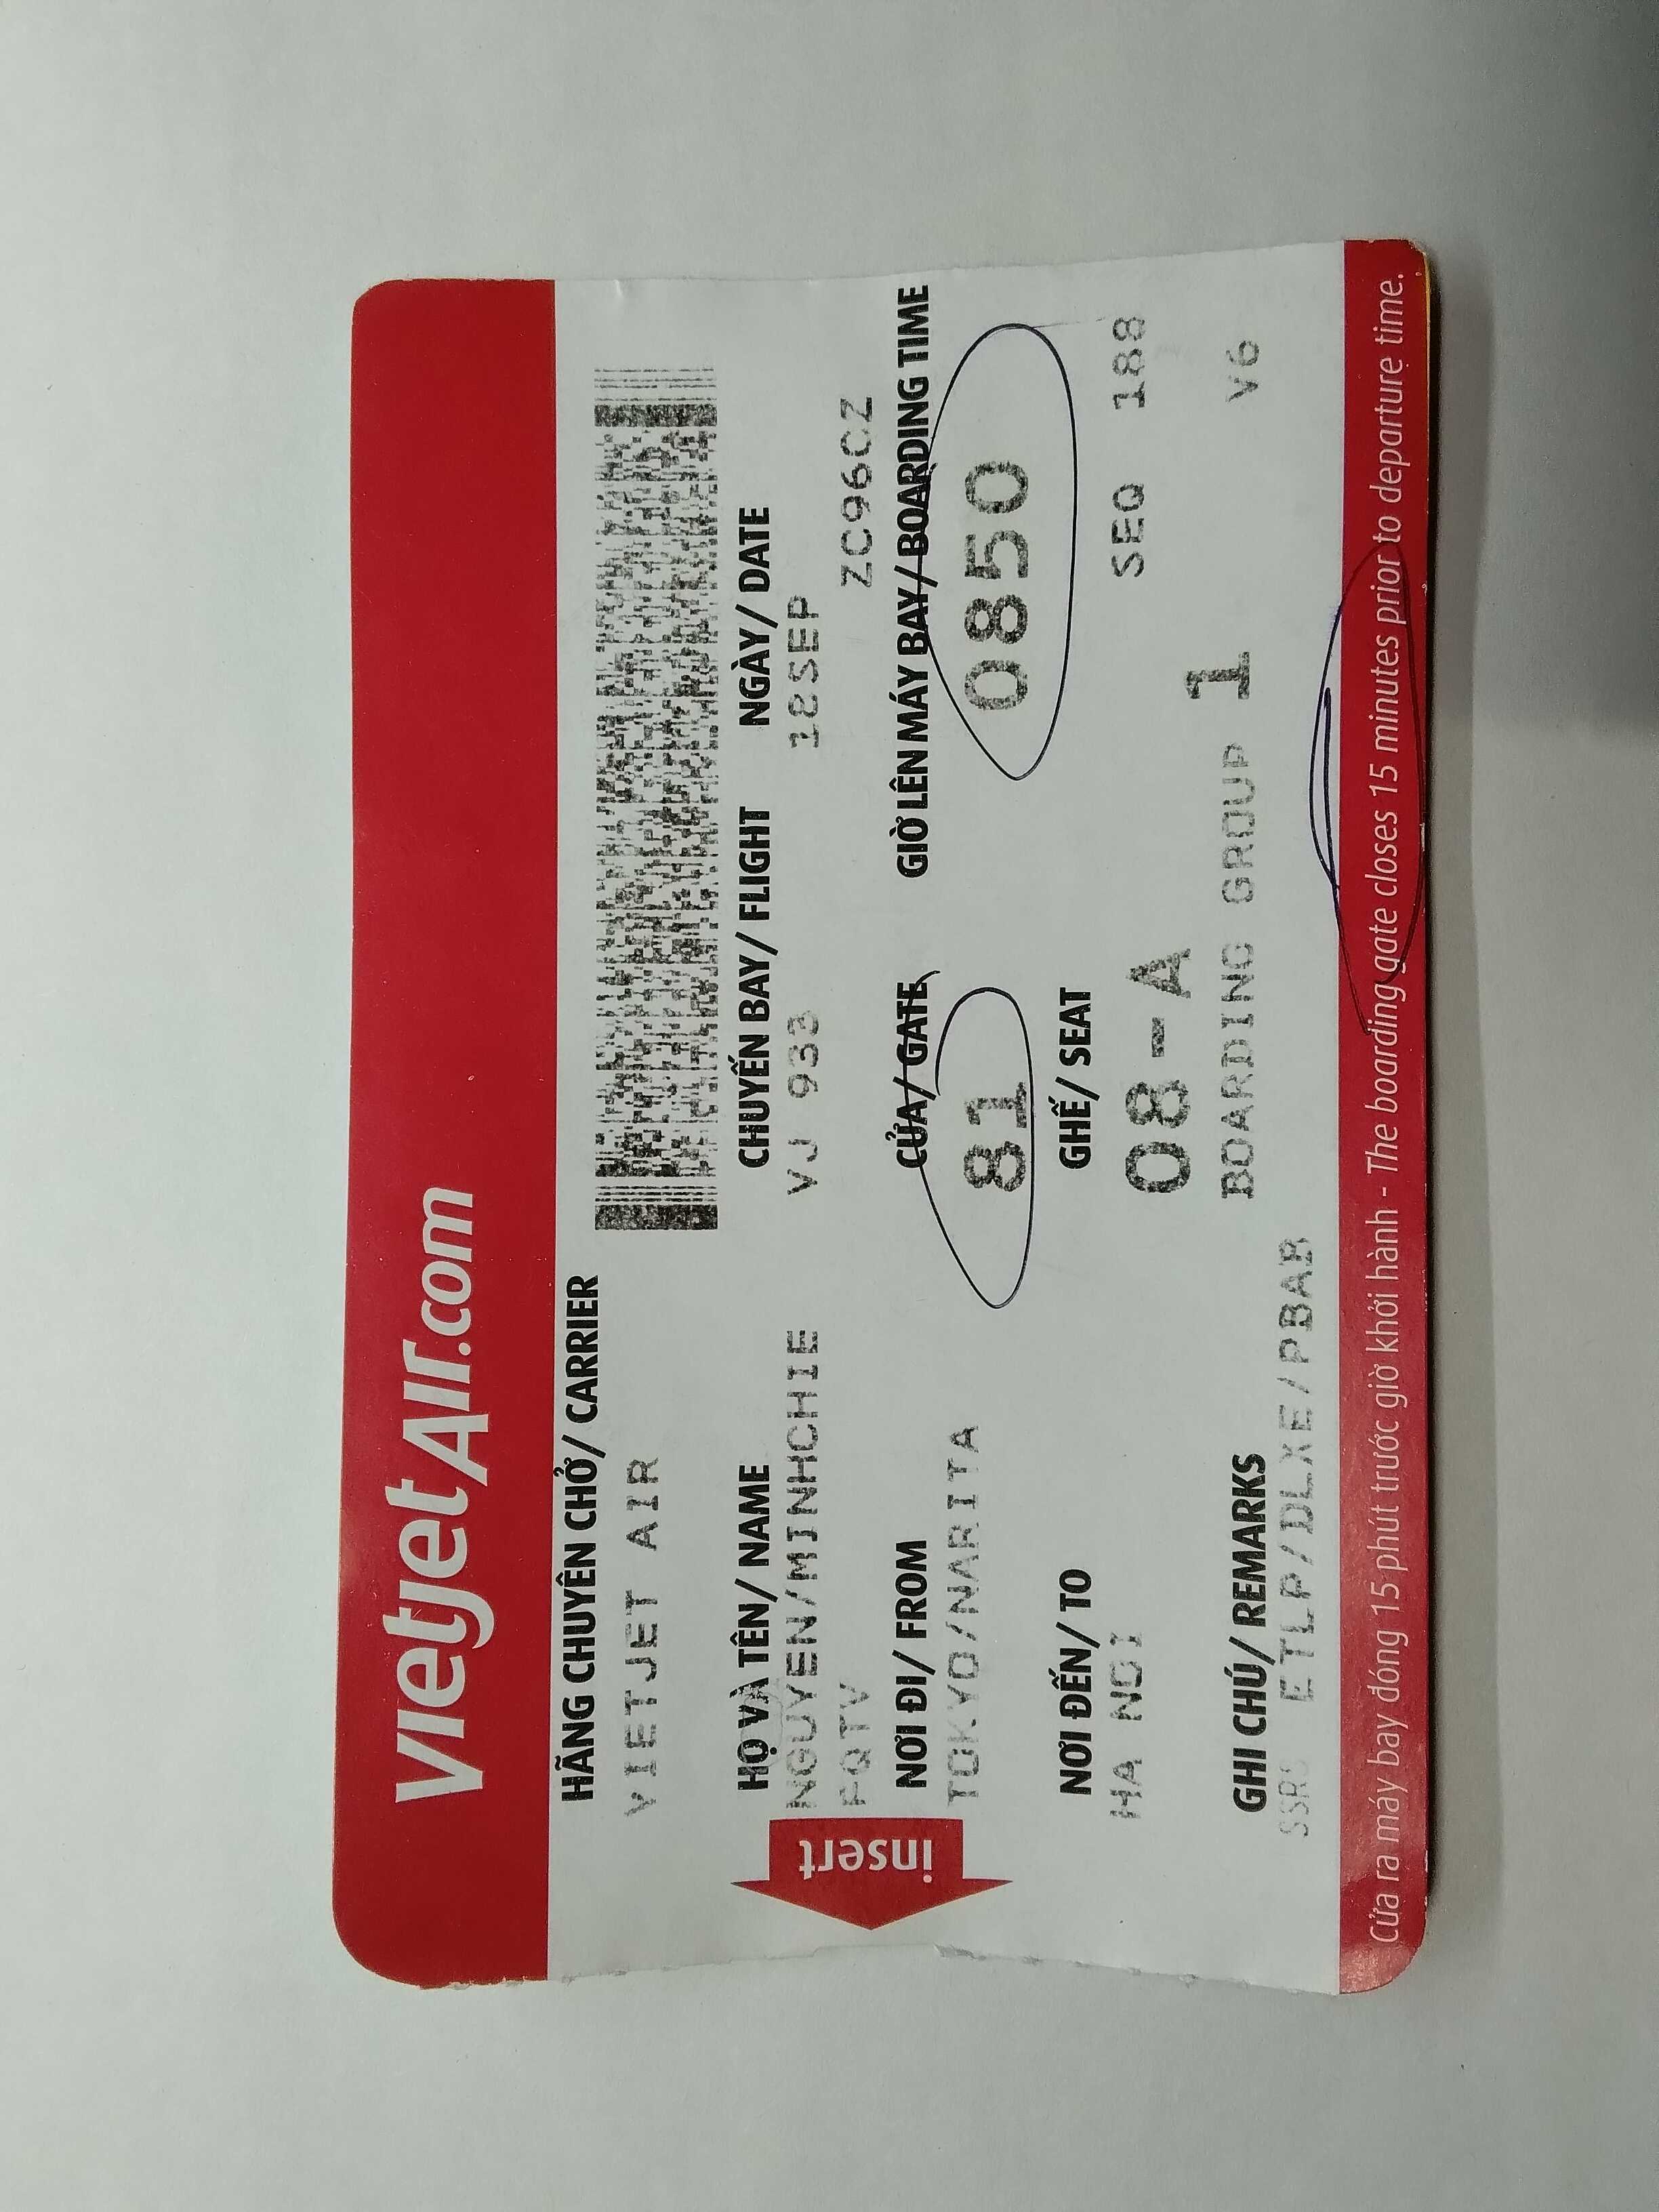 vietjetAir.com
HÃNG CHUYÊN CHỞ/ CARRIER
VIETJET AIR
HỌ VÀ TÊN/ NAME CHUYẾN BAY/ FLIGHT NGÀY/ DATE
NGUYEN/MINHCHIE VJ 933 18SEP
FQTV ZC96CZ
NƠI ĐI/ FROM CỬA/ GATE GIỜ LÊN MÁY BAY/ BOARDING TIME
TOKYO/NARITA 81 0850
NƠI ĐẾN/ TO GHẾ/ SEAT
HA NOI 08-A SEQ 188
GHI CHÚ/ REMARKS BOARDING GROUP 1 V6
SSRS ETLP/DLXE/PBAB
insert
Cửa ra máy bay đóng 15 phút trước giờ khởi hành - The boarding gate closes 15 minutes prior to departure time.